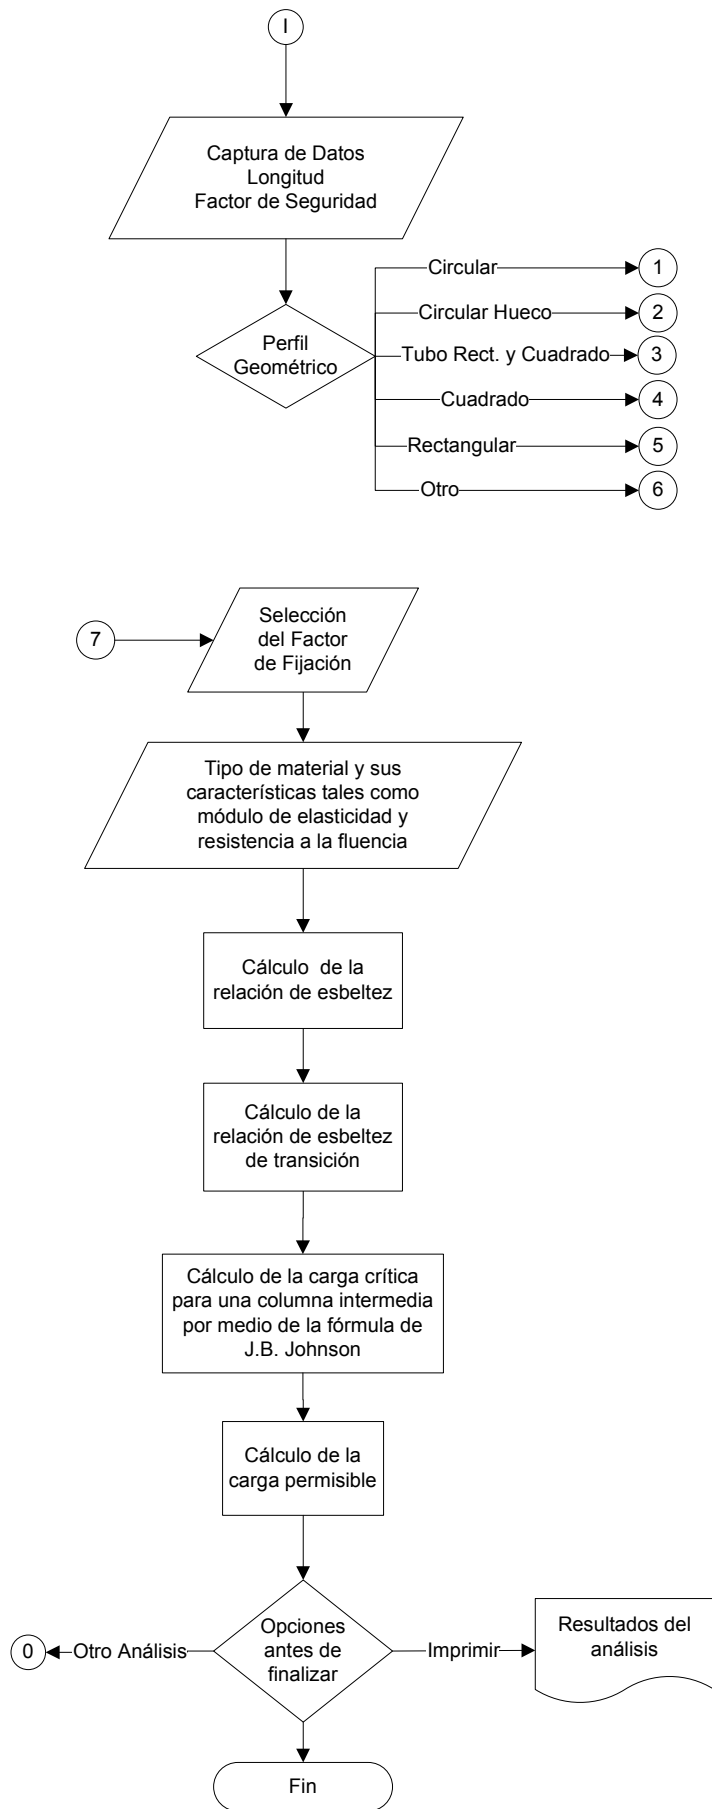 I
Captura de Datos
Longitud
Factor de Seguridad
Perfil
Geométrico
Circular
1
Circular Hueco
2
Tubo Rect. y Cuadrado
3
Cuadrado
4
Rectangular
5
Otro
6
7
Selección
del Factor
de Fijación
Tipo de material y sus
características tales como
módulo de elasticidad y
resistencia a la fluencia
Cálculo de la
relación de esbeltez
Cálculo de la
relación de esbeltez
de transición
Cálculo de la carga crítica
para una columna intermedia
por medio de la fórmula de
J.B. Johnson
Cálculo de la
carga permisible
Opciones
antes de
finalizar
0
Otro Análisis
Imprimir
Resultados del
análisis
Fin